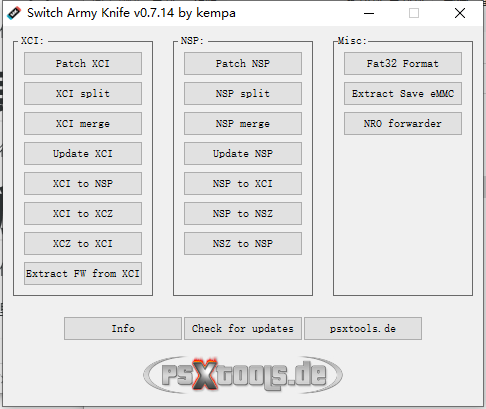 Switch Army Knife v0.7.14 by kempa
XCI:
Patch XCI
XCI split
XCI merge
Update XCI
XCI to NSP
XCI to XCZ
XCZ to XCI
Extract FW from XCI
NSP:
Patch NSP
NSP split
NSP merge
Update NSP
NSP to XCI
NSP to NSZ
NSZ to NSP
Misc:
Fat32 Format
Extract Save eMMC
NRO forwarder
Info
Check for updates
psxtools.de
PSXTOOLS.DE